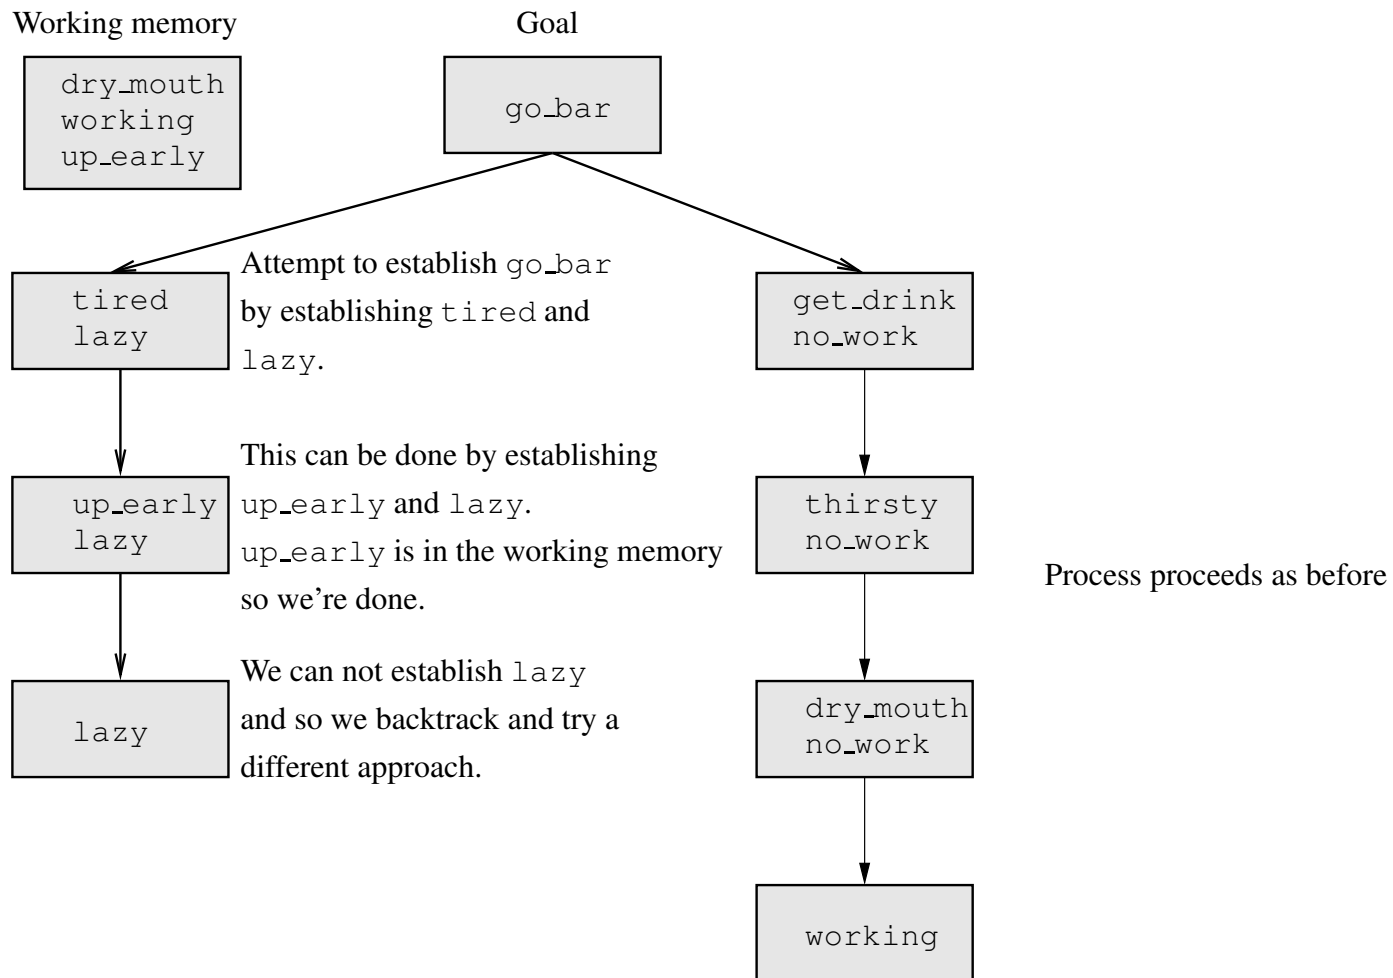 Working memory
Goal
dry_mouth
working
up_early
go_bar
tired
lazy
Attempt to establish go_bar
by establishing tired and
lazy.
get_drink
no_work
up_early
lazy
This can be done by establishing
up_early and lazy.
up_early is in the working memory
so we're done.
thirsty
no_work
Process proceeds as before
lazy
We can not establish lazy
and so we backtrack and try a
different approach.
dry_mouth
no_work
working